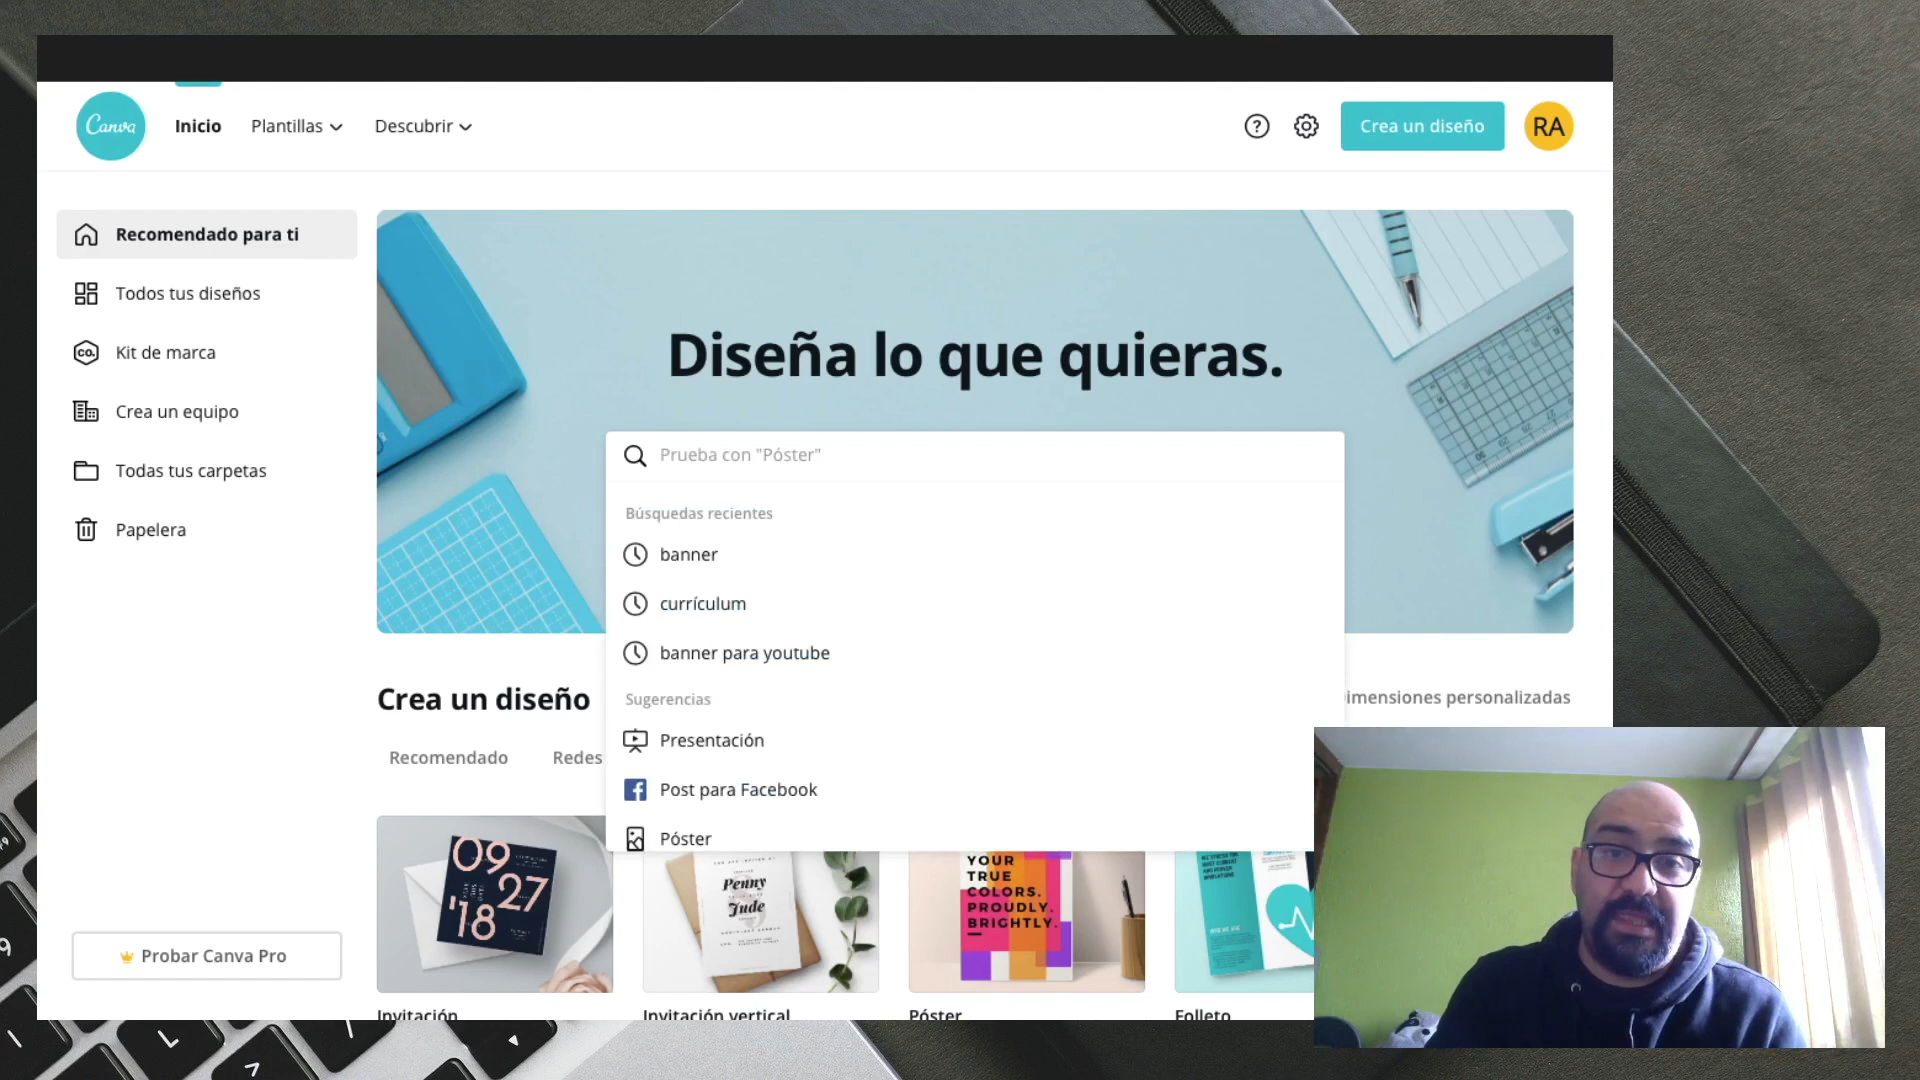 Canva
Inicio
Plantillas
Descubrir
Crea un diseño
RA
Recomendado para ti
Todos tus diseños
CO.
Kit de marca
Crea un equipo
Todas tus carpetas
Papelera
Probar Canva Pro
Diseña lo que quieras.
Prueba con "Póster"
Búsquedas recientes
banner
currículum
banner para youtube
Sugerencias
Presentación
Post para Facebook
Póster
Crea un diseño
imensiones personalizadas
Recomendado
Redes
09
27
'18
Penny
Jude
YOUR
TRUE
COLORS.
PROUDLY.
BRIGHTLY.
Invitación
Invitación vertical
Póster
Folleto